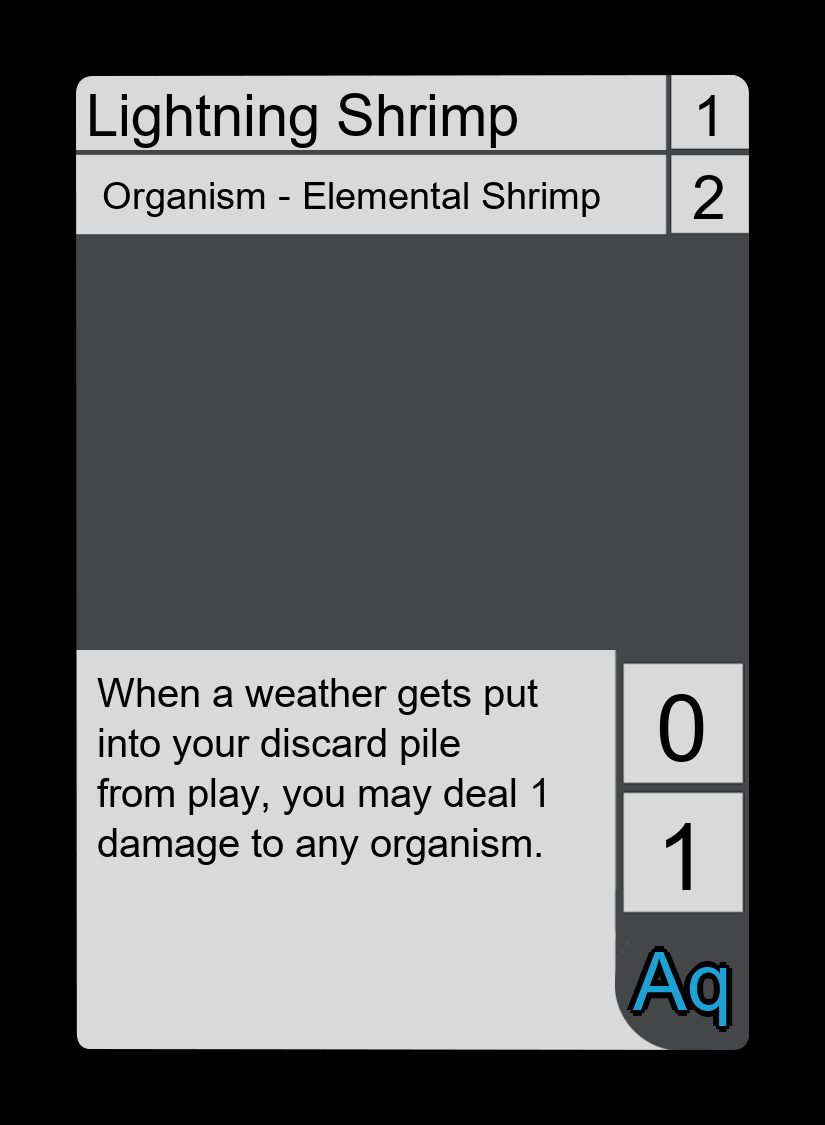 Lightning Shrimp 1
Organism - Elemental Shrimp 2
When a weather gets put
into your discard pile
from play, you may deal 1
damage to any organism.
0
1
Aq